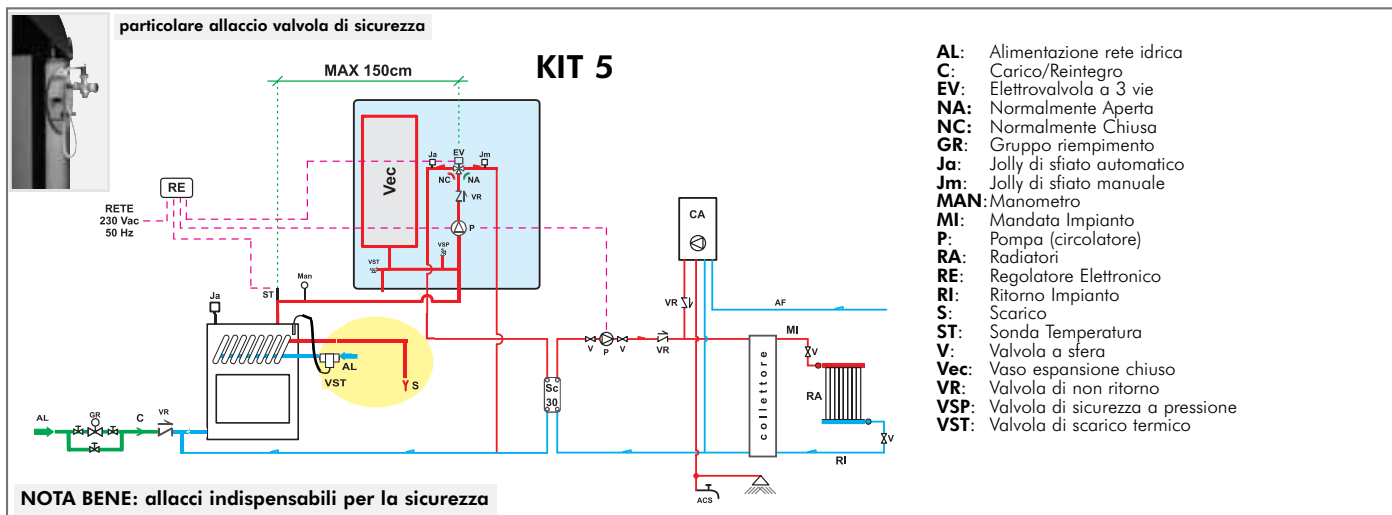 particolare allaccio valvola di sicurezza
KIT 5
MAX 150cm
Vec
Ja
EV
Jm
NC
NA
VR
P
VSP
VST
RE
RETE
230 Vac
50 Hz
ST
Man
Ja
AL
VST
S
AL
GR
C
VR
Sc
30
V
P
V
VR
VR
CA
AF
MI
collettore
V
RA
V
RI
ACS
NOTA BENE: allacci indispensabili per la sicurezza
AL: Alimentazione rete idrica
C: Carico/Reintegro
EV: Elettrovalvola a 3 vie
NA: Normalmente Aperta
NC: Normalmente Chiusa
GR: Gruppo riempimento
Ja: Jolly di sfiato automatico
Jm: Jolly di sfiato manuale
MAN: Manometro
MI: Mandata Impianto
P: Pompa (circolatore)
RA: Radiatori
RE: Regolatore Elettronico
RI: Ritorno Impianto
S: Scarico
ST: Sonda Temperatura
V: Valvola a sfera
Vec: Vaso espansione chiuso
VR: Valvola di non ritorno
VSP: Valvola di sicurezza a pressione
VST: Valvola di scarico termico